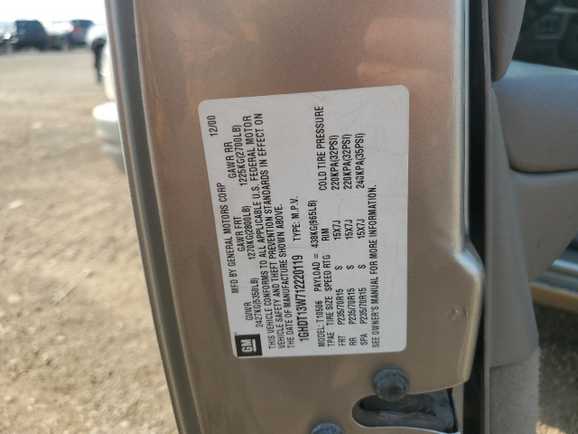 MFD BY GENERAL MOTORS CORP 12/00
GVWR GAWR FRT GAWR RR
2427KG(5350LB) 1270KG(2800LB) 1225KG(2700LB)
THIS VEHICLE CONFORMS TO ALL APPLICABLE U.S. FEDERAL MOTOR
VEHICLE SAFETY AND THEFT PREVENTION STANDARDS IN EFFECT ON
THE DATE OF MANUFACTURE SHOWN ABOVE.
1GHDT13W712220119 TYPE: M.P.V.
GM
MODEL: T10506 PAYLOAD = 438KG(965LB)
TPAE TIRE SIZE SPEED RTG RIM COLD TIRE PRESSURE
FRT P235/70R15 S 15X7J 220KPA(32PSI)
RR P235/70R15 S 15X7J 220KPA(32PSI)
SPA P235/70R15 S 15X7J 240KPA(35PSI)
SEE OWNER'S MANUAL FOR MORE INFORMATION.